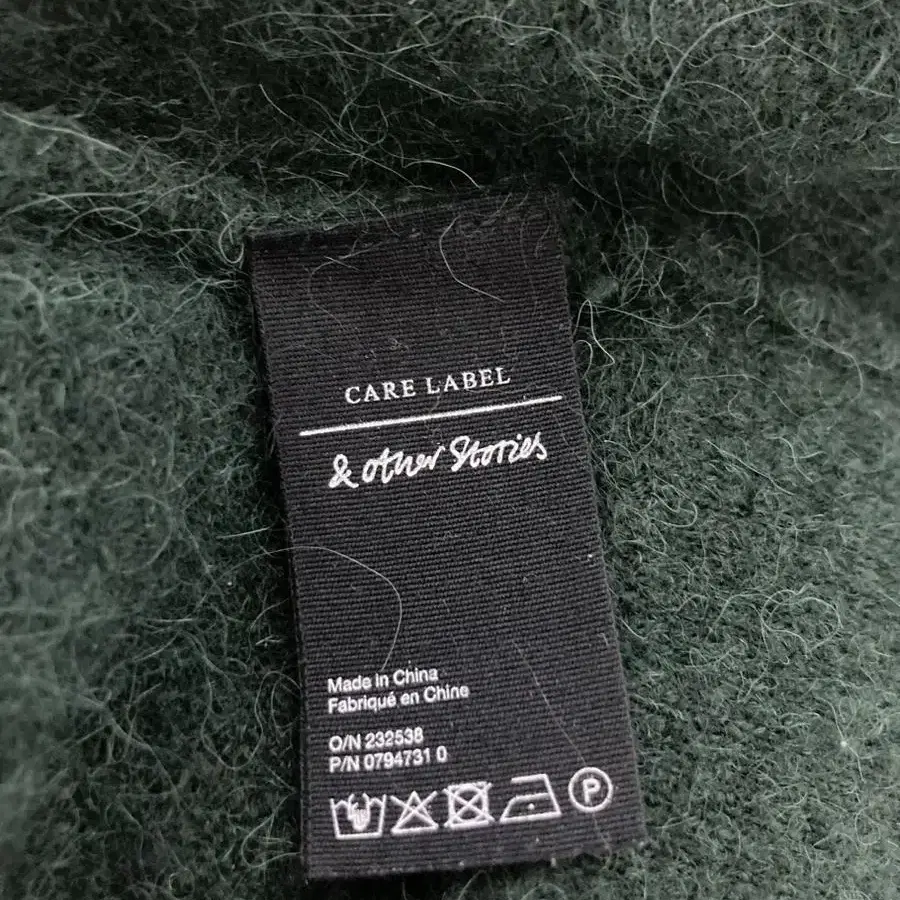 CARE LABEL
& other Stories
Made in China
Fabriqué en Chine
O/N 232538
P/N 0794731 0
P